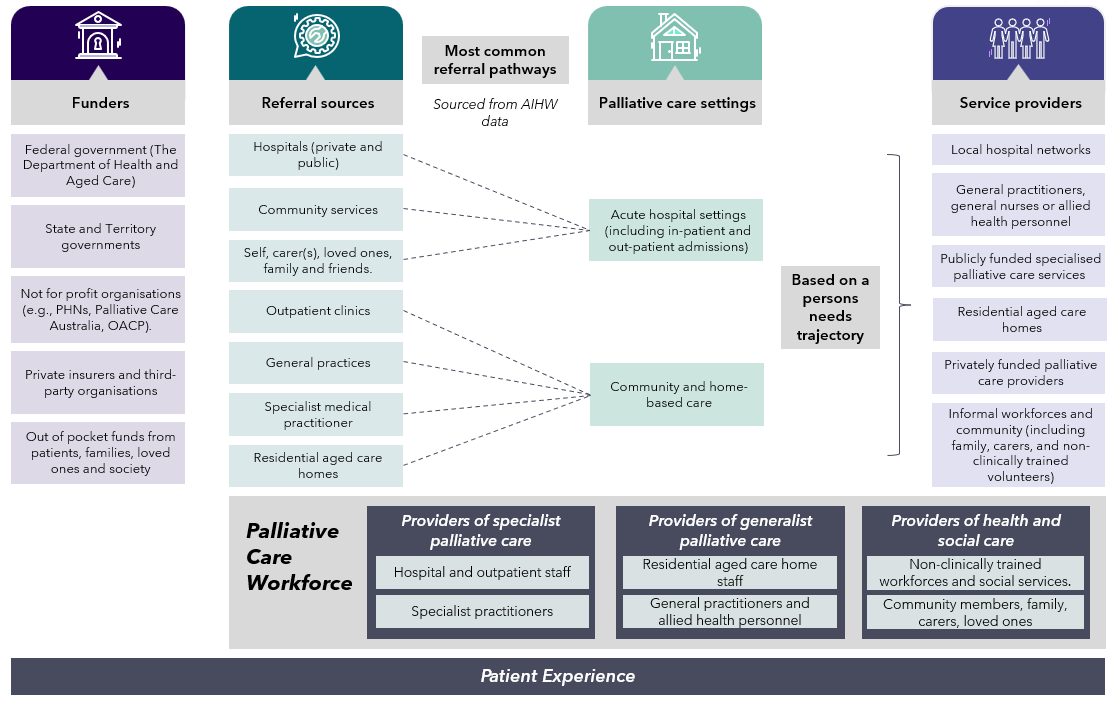 Funders
Federal government (The
Department of Health and
Aged Care)
State and Territory
governments
Not for profit organisations
(e.g., PHNs, Palliative Care
Australia, OACP).
Private insurers and third-
party organisations
Out of pocket funds from
patients, families, loved
ones and society
Referral sources
Hospitals (private and
public)
Community services
Self, carer(s), loved ones,
family and friends.
Outpatient clinics
General practices
Specialist medical
practitioner
Residential aged care
homes
Most common
referral pathways
Sourced from AIHW
data
Palliative care settings
Acute hospital settings
(including in-patient and
out-patient admissions)
Community and home-
based care
Based on a
persons
needs
trajectory
Service providers
Local hospital networks
General practitioners,
general nurses or allied
health personnel
Publicly funded specialised
palliative care services
Residential aged care
homes
Privately funded palliative
care providers
Informal workforces and
community (including
family, carers, and non-
clinically trained
volunteers)
Palliative
Care
Workforce
Providers of specialist
palliative care
Hospital and outpatient staff
Specialist practitioners
Providers of generalist
palliative care
Residential aged care home
staff
General practitioners and
allied health personnel
Providers of health and
social care
Non-clinically trained
workforces and social services.
Community members, family,
carers, loved ones
Patient Experience